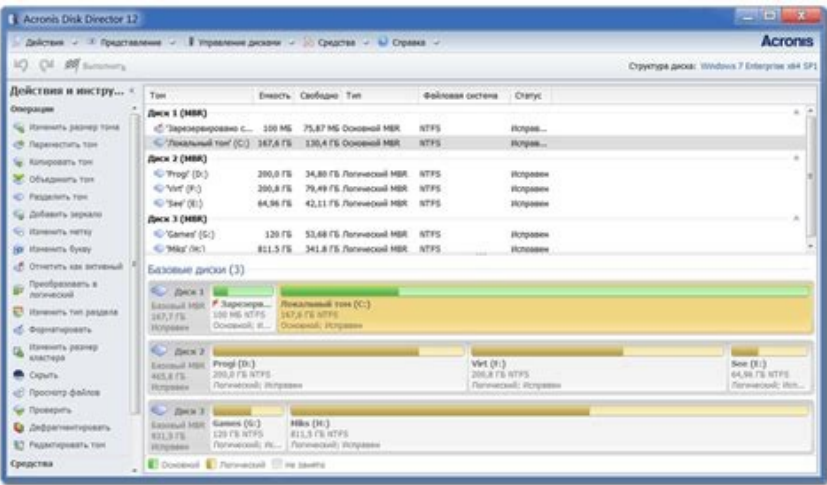 Acronis Disk Director 12
Действия Представление Управление дисками Средства Справка Acronis
Выполнить Структура диска: Windows 7 Enterprise x64 SP1
Действия и инстру... «
Операции
Изменить размер тома
Переместить том
Копировать том
Объединить том
Разделить том
Добавить зеркало
Изменить метку
Изменить букву
Отметить как активный
Преобразовать в
логический
Изменить тип раздела
Форматировать
Изменить размер
кластера
Скрыть
Просмотр файлов
Проверить
Дефрагментировать
Редактировать том
Средства
Том Емкость Свободно Тип Файловая система Статус
Диск 1 (MBR)
'Зарезервировано с... 100 МБ 75,87 МБ Основной MBR NTFS Исправ...
'Локальный том' (C:) 167,6 ГБ 130,4 ГБ Основной MBR NTFS Исправ...
Диск 2 (MBR)
'Progi' (D:) 200,0 ГБ 34,80 ГБ Логический MBR NTFS Исправен
'Virt' (F:) 200,8 ГБ 79,49 ГБ Логический MBR NTFS Исправен
'See' (E:) 64,96 ГБ 42,11 ГБ Логический MBR NTFS Исправен
Диск 3 (MBR)
'Games' (G:) 120 ГБ 53,68 ГБ Логический MBR NTFS Исправен
'Miks' (H:) 811,5 ГБ 341,8 ГБ Логический MBR NTFS Исправен
Базовые диски (3)
Диск 1
Базовый MBR
167,7 ГБ
Исправен
Зарезерв...
100 МБ NTFS
Основной; И...
Локальный том (C:)
167,6 ГБ NTFS
Основной; Исправен
Диск 2
Базовый MBR
465,8 ГБ
Исправен
Progi (D:)
200,0 ГБ NTFS
Логический; Исправен
Virt (F:)
200,8 ГБ NTFS
Логический; Исправен
See (E:)
64,96 ГБ NTFS
Логический; Исп...
Диск 3
Базовый MBR
931,5 ГБ
Исправен
Games (G:)
120 ГБ NTFS
Логический; Ис...
Miks (H:)
811,5 ГБ NTFS
Логический; Исправен
Основной Логический Не занято